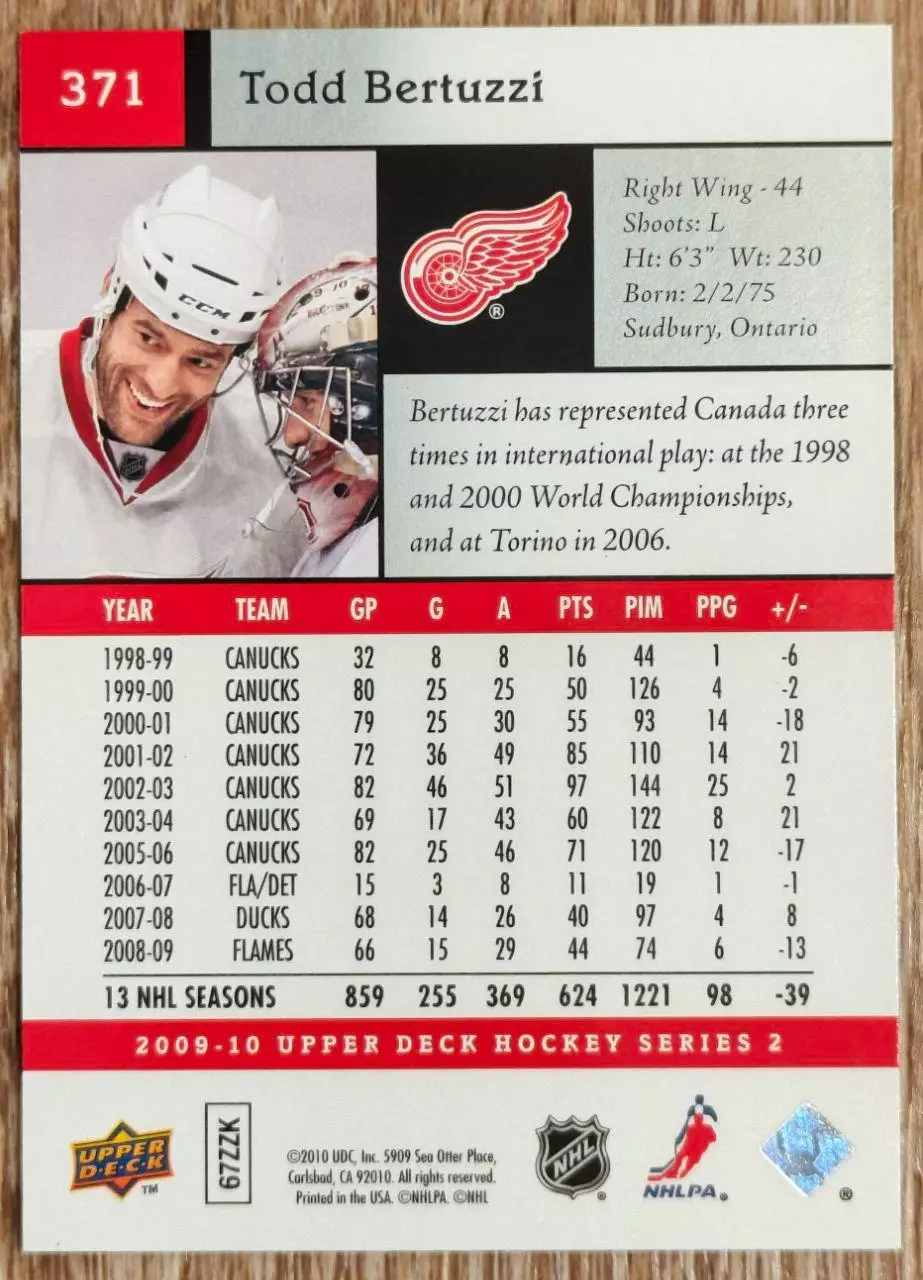 371
Todd Bertuzzi
CCM
Right Wing - 44
Shoots: L
Ht: 6'3" Wt: 230
Born: 2/2/75
Sudbury, Ontario
®
Bertuzzi has represented Canada three
times in international play: at the 1998
and 2000 World Championships,
and at Torino in 2006.
YEAR TEAM GP G A PTS PIM PPG +/-
1998-99 CANUCKS 32 8 8 16 44 1 -6
1999-00 CANUCKS 80 25 25 50 126 4 -2
2000-01 CANUCKS 79 25 30 55 93 14 -18
2001-02 CANUCKS 72 36 49 85 110 14 21
2002-03 CANUCKS 82 46 51 97 144 25 2
2003-04 CANUCKS 69 17 43 60 122 8 21
2005-06 CANUCKS 82 25 46 71 120 12 -17
2006-07 FLA/DET 15 3 8 11 19 1 -1
2007-08 DUCKS 68 14 26 40 97 4 8
2008-09 FLAMES 66 15 29 44 74 6 -13
13 NHL SEASONS 859 255 369 624 1221 98 -39
2009-10 UPPER DECK HOCKEY SERIES 2
UPPER
D·E·C·K
TM
67ZZK
©2010 UDC, Inc. 5909 Sea Otter Place,
Carlsbad, CA 92010. All rights reserved.
Printed in the USA. ©NHLPA. ©NHL
NHL
®
NHLPA®
®